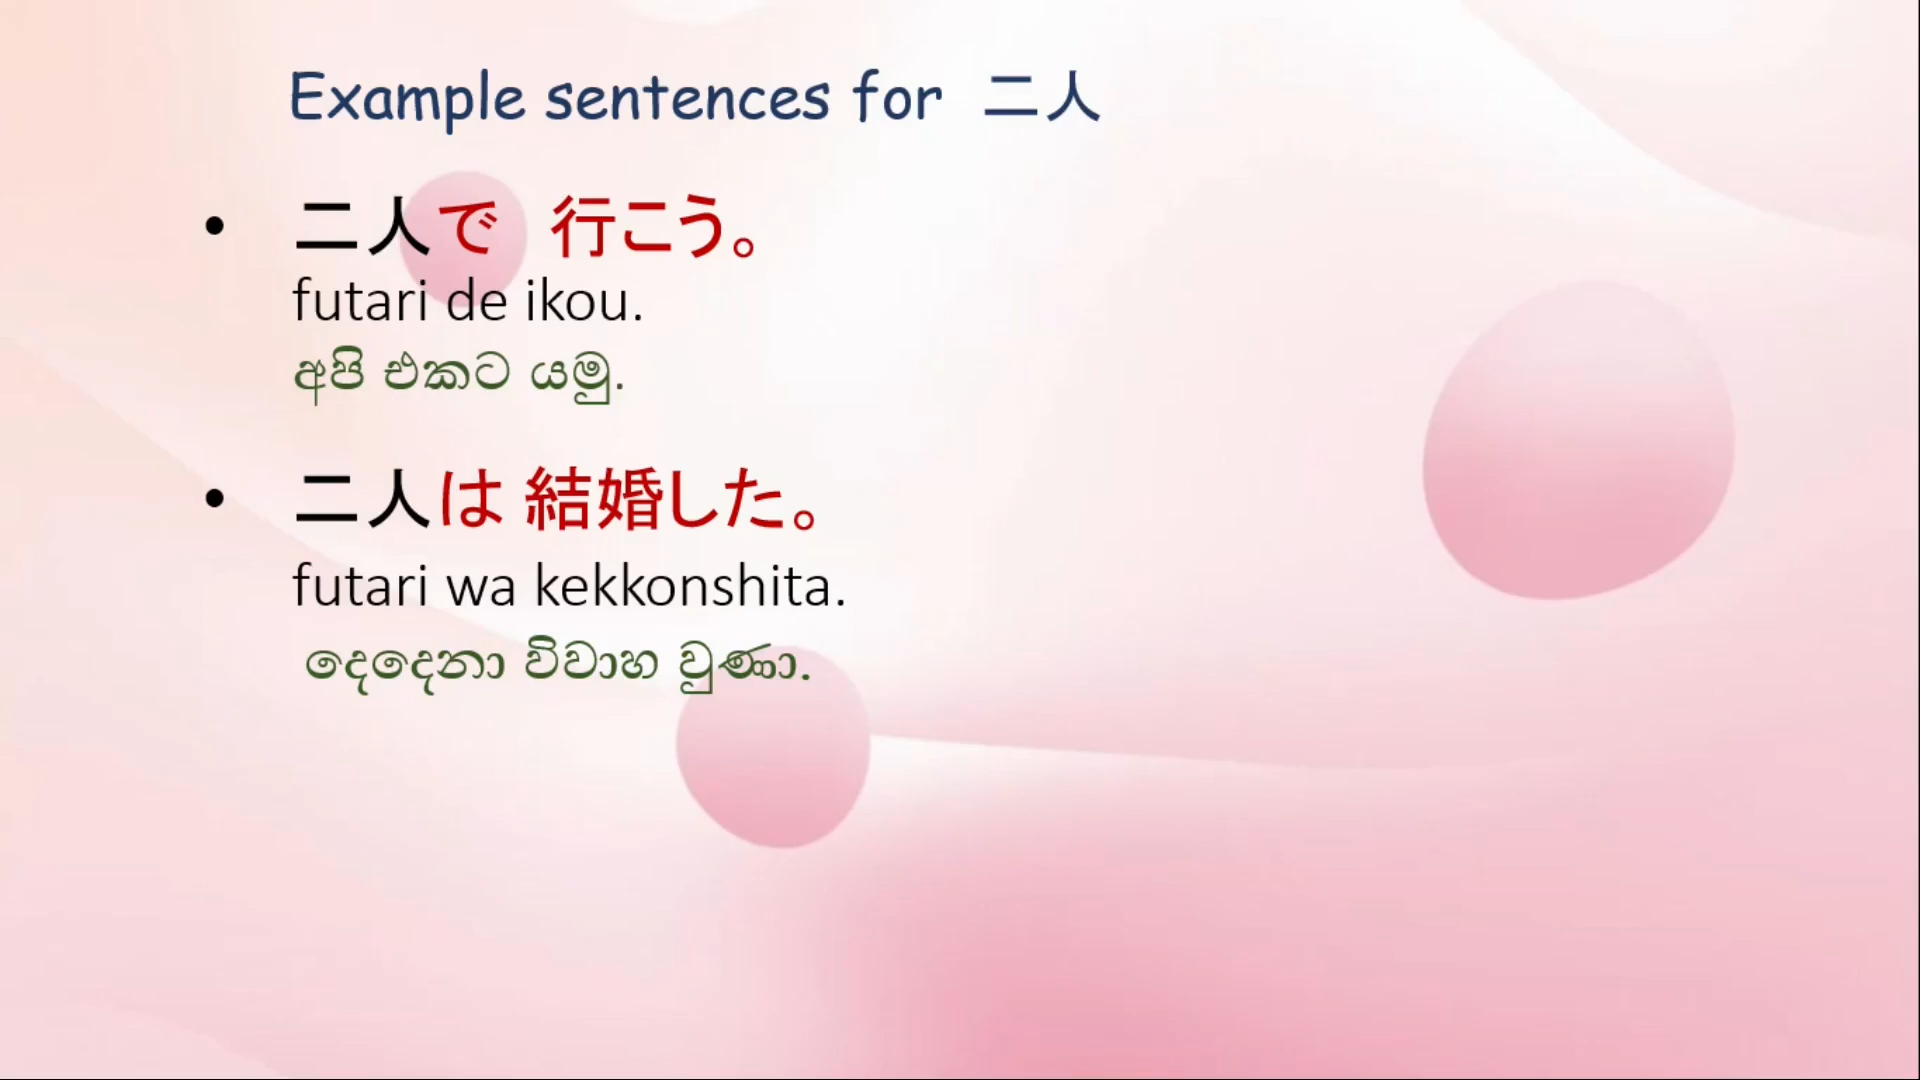 Example sentences for 二人
• 二人で 行こう。
futari de ikou.
අපි එකට යමු.
• 二人は 結婚した。
futari wa kekkonshita.
දෙදෙනා විවාහ වුණා.